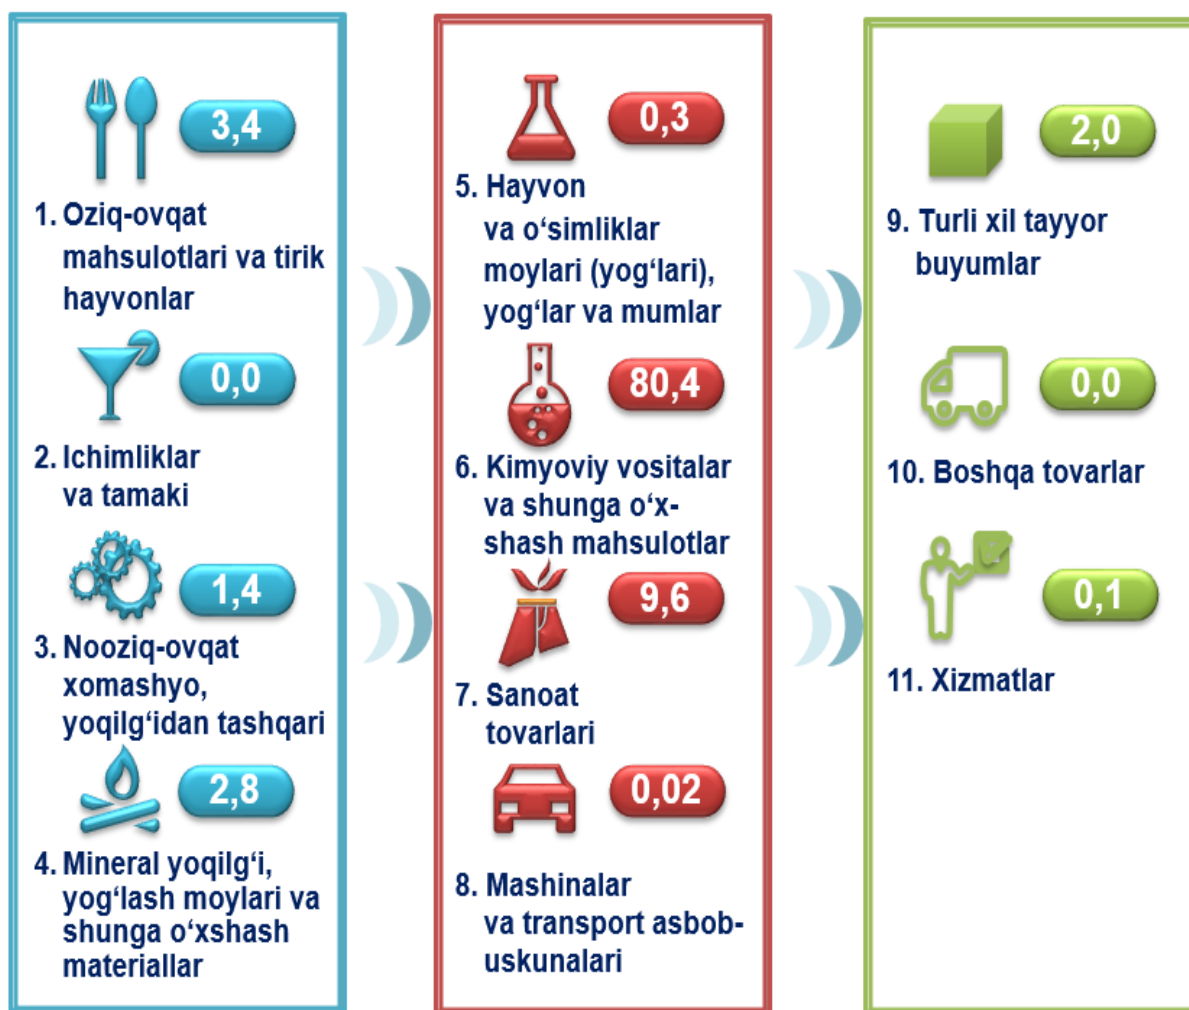 3,4
1. Oziq-ovqat
mahsulotlari va tirik
hayvonlar
0,0
2. Ichimliklar
va tamaki
1,4
3. Nooziq-ovqat
xomashyo,
yoqilg‘idan tashqari
2,8
4. Mineral yoqilg‘i,
yog‘lash moylari va
shunga o‘xshash
materiallar
0,3
5. Hayvon
va o‘simliklar
moylari (yog‘lari),
yog‘lar va mumlar
80,4
6. Kimyoviy vositalar
va shunga o‘x-
shash mahsulotlar
9,6
7. Sanoat
tovarlari
0,02
8. Mashinalar
va transport asbob-
uskunalari
2,0
9. Turli xil tayyor
buyumlar
0,0
10. Boshqa tovarlar
0,1
11. Xizmatlar